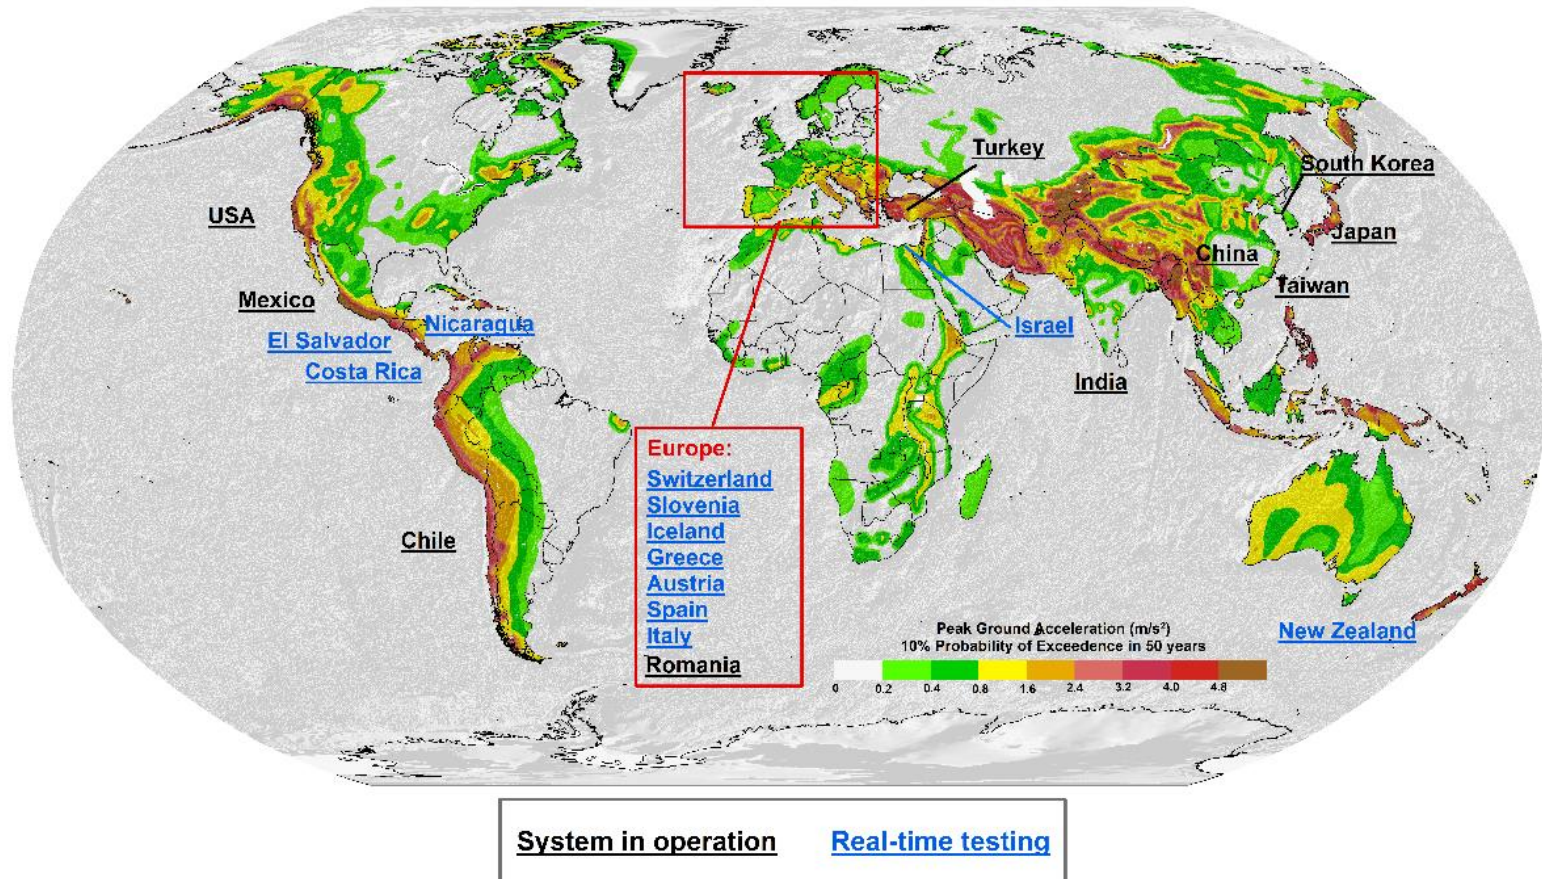 Turkey
South Korea
USA
Japan
China
Mexico
Taiwan
Nicaragua
El Salvador
Israel
Costa Rica
India
Europe:
Switzerland
Slovenia
Iceland
Greece
Austria
Spain
Italy
Romania
Chile
New Zealand
Peak Ground Acceleration (m/s²)
10% Probability of Exceedence in 50 years
0 0.2 0.4 0.8 1.6 2.4 3.2 4.0 4.8
System in operation Real-time testing